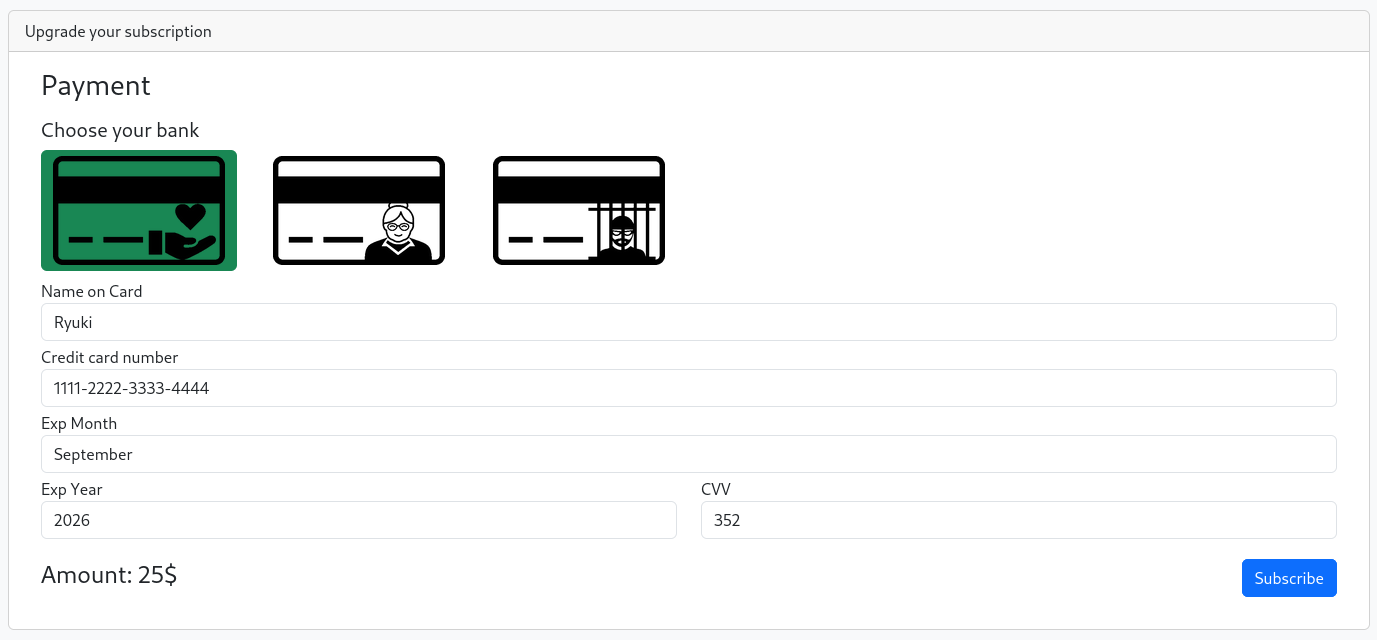 Upgrade your subscription
Payment
Choose your bank
Name on Card
Ryuki
Credit card number
1111-2222-3333-4444
Exp Month
September
Exp Year
CVV
2026
352
Amount: 25$
Subscribe